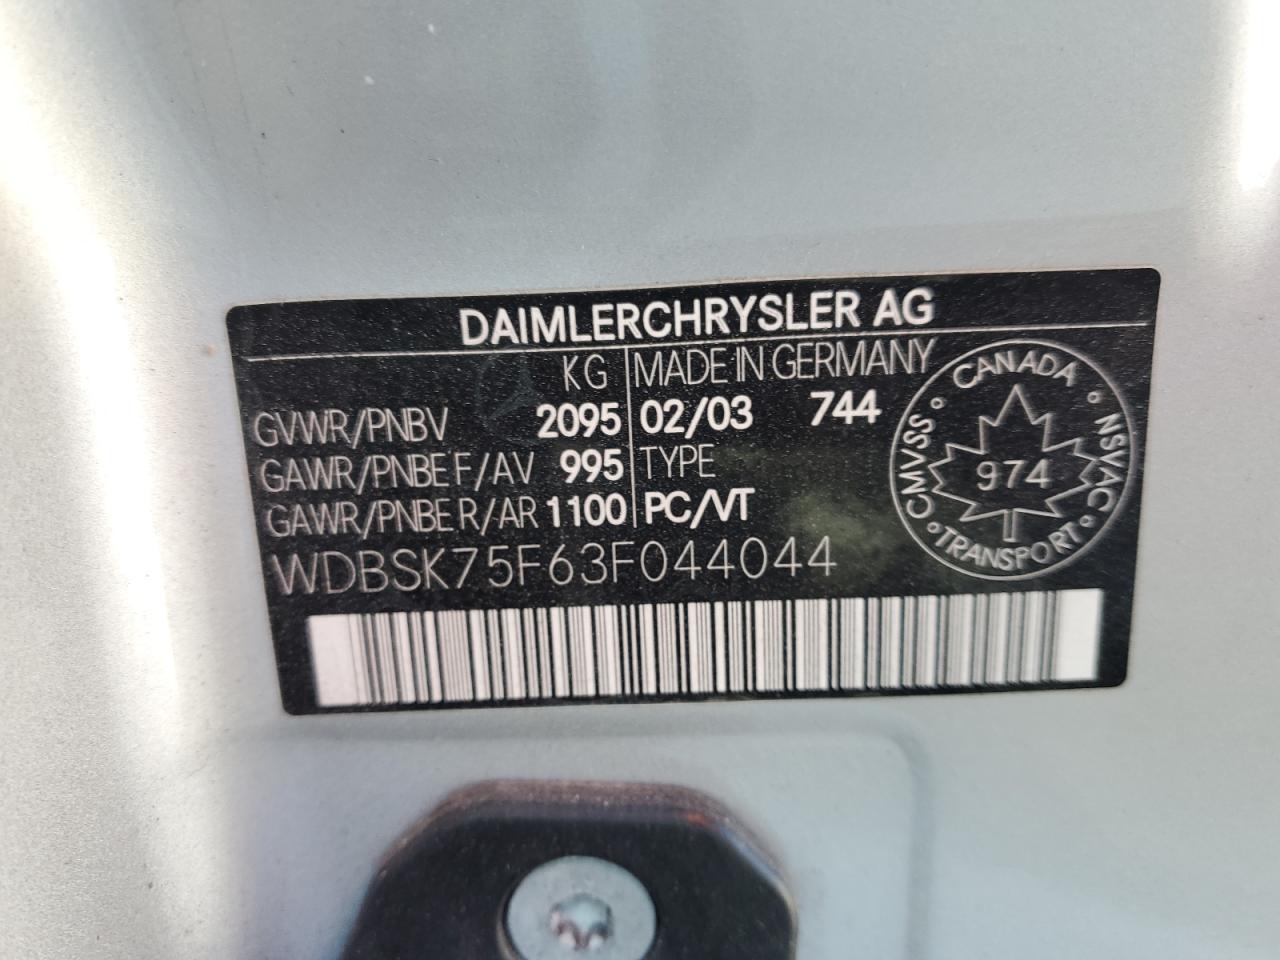 DAIMLERCHRYSLER AG
KG MADE IN GERMANY
GVWR/PNBV 2095 02/03 744
GAWR/PNBE F/AV 995 TYPE
GAWR/PNBE R/AR 1100 PC/VT
WDBSK75F63F044044
CANADA
CMVSS
NSVAC
974
TRANSPORT